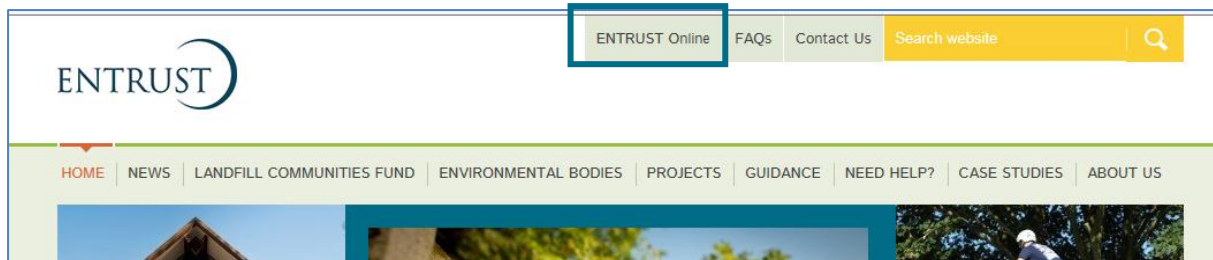 ENTRUST Online FAQs Contact Us Search website
ENTRUST
HOME NEWS LANDFILL COMMUNITIES FUND ENVIRONMENTAL BODIES PROJECTS GUIDANCE NEED HELP? CASE STUDIES ABOUT US